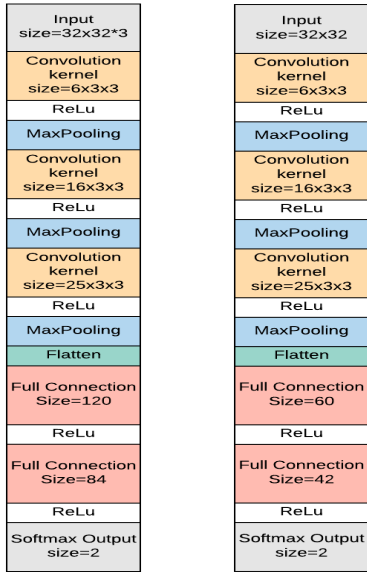 Input
size=32x32*3
Convolution
kernel
size=6x3x3
ReLu
MaxPooling
Convolution
kernel
size=16x3x3
ReLu
MaxPooling
Convolution
kernel
size=25x3x3
ReLu
MaxPooling
Flatten
Full Connection
Size=120
ReLu
Full Connection
Size=84
ReLu
Softmax Output
size=2
Input
size=32x32
Convolution
kernel
size=6x3x3
ReLu
MaxPooling
Convolution
kernel
size=16x3x3
ReLu
MaxPooling
Convolution
kernel
size=25x3x3
ReLu
MaxPooling
Flatten
Full Connection
Size=60
ReLu
Full Connection
Size=42
ReLu
Softmax Output
size=2